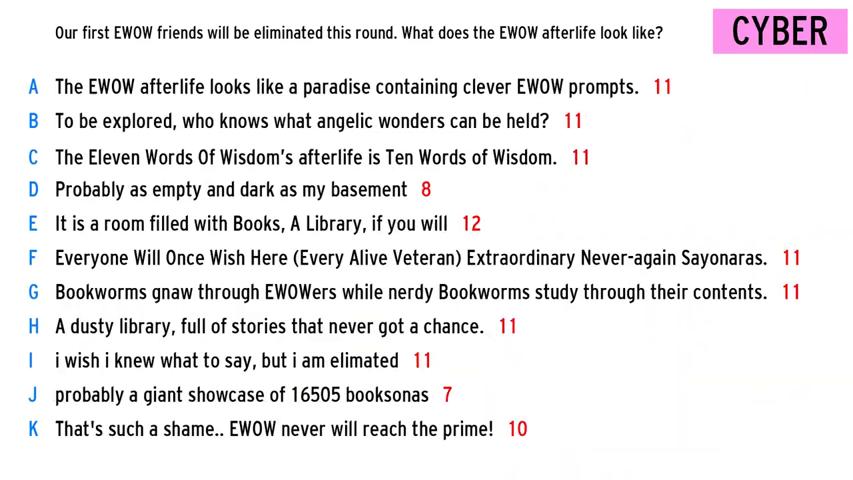 Our first EWOW friends will be eliminated this round. What does the EWOW afterlife look like?
CYBER
A The EWOW afterlife looks like a paradise containing clever EWOW prompts. 11
B To be explored, who knows what angelic wonders can be held? 11
C The Eleven Words Of Wisdom's afterlife is Ten Words of Wisdom. 11
D Probably as empty and dark as my basement 8
E It is a room filled with Books, A Library, if you will 12
F Everyone Will Once Wish Here (Every Alive Veteran) Extraordinary Never-again Sayonaras. 11
G Bookworms gnaw through EWOWers while nerdy Bookworms study through their contents. 11
H A dusty library, full of stories that never got a chance. 11
I i wish i knew what to say, but i am elimated 11
J probably a giant showcase of 16505 booksonas 7
K That's such a shame.. EWOW never will reach the prime! 10